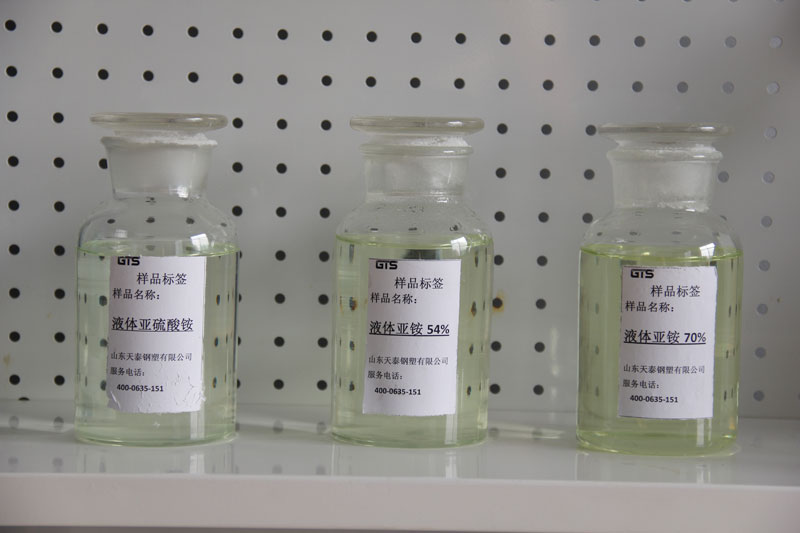 GTS
样品标签
样品名称：
液体亚硫酸铵
山东天泰钢塑有限公司
服务电话：
400-0635-151
GTS
样品标签
样品名称：
液体亚铵 54%
山东天泰钢塑有限公司
服务电话：
400-0635-151
GTS
样品标签
样品名称：
液体亚铵 70%
山东天泰钢塑有限公司
服务电话：
400-0635-151